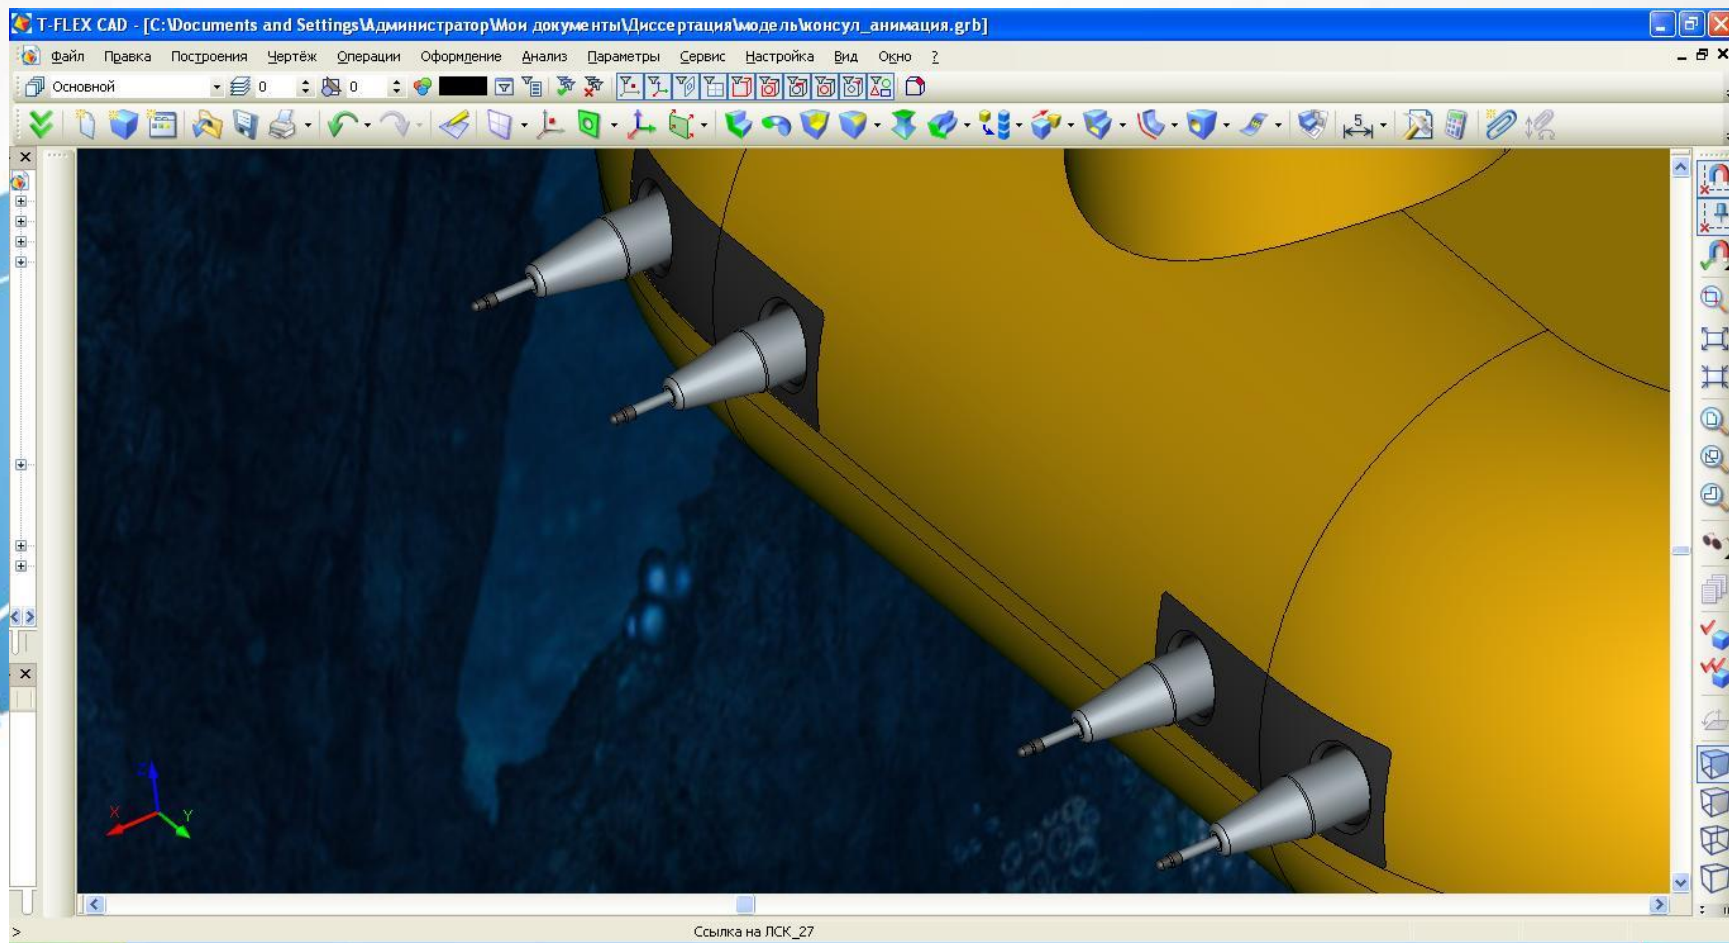 T-FLEX CAD - [C:\Documents and Settings\Администратор\Мои документы\Диссертация\модель\консул_анимация.grb]
Файл Правка Построения Чертёж Операции Оформление Анализ Параметры Сервис Настройка Вид Окно ?
Основной 0 0
5
X Y
> Ссылка на ЛСК_27